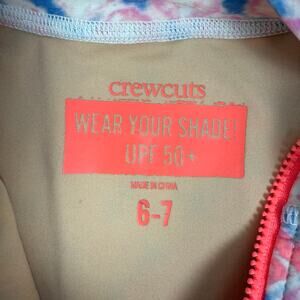 crewcuts
WEAR YOUR SHADE!
UPF 50+
MADE IN CHINA
6-7